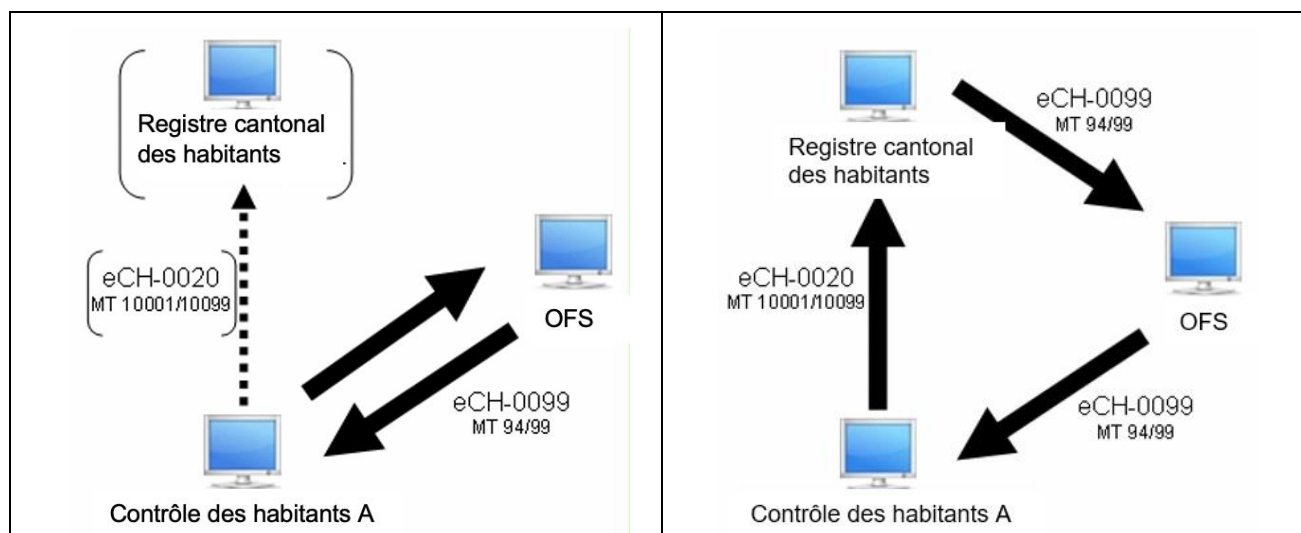 Registre cantonal
des habitants
eCH-0020
MT 10001/10099
OFS
eCH-0099
MT 94/99
Contrôle des habitants A
eCH-0099
MT 94/99
Registre cantonal
des habitants
eCH-0020
MT 10001/10099
OFS
eCH-0099
MT 94/99
Contrôle des habitants A